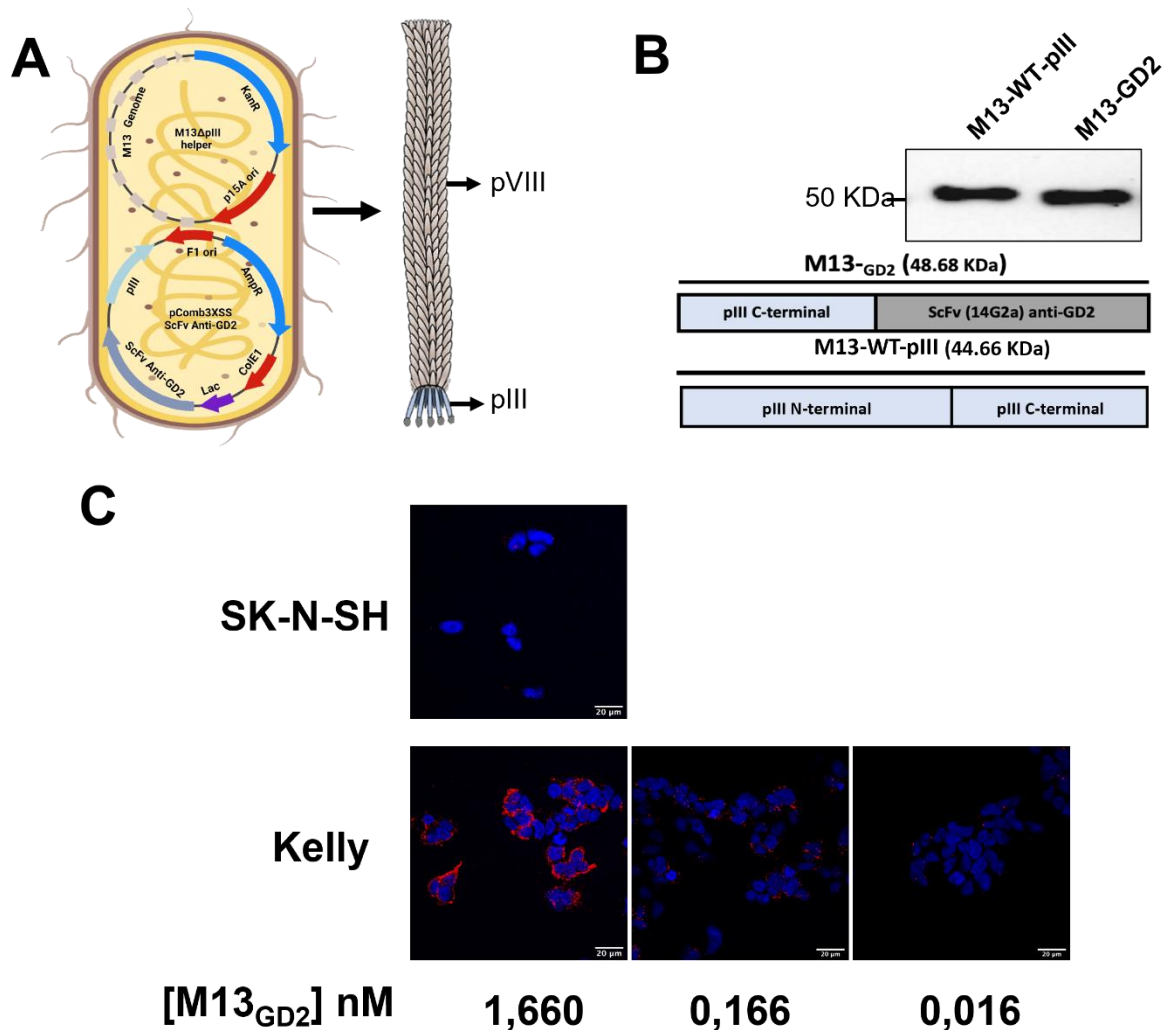 A
M13 Genome
KanR
M13ΔpIII
helper
p15A ori
F1 ori
pIII
AmpR
pComb3XSS
ScFv Anti-GD2
ScFv Anti-GD2
Lac
ColE1
pVIII
pIII
B
M13-WT-pIII
M13-GD2
50 KDa
M13-GD2 (48.68 KDa)
pIII C-terminal
ScFv (14G2a) anti-GD2
M13-WT-pIII (44.66 KDa)
pIII N-terminal
pIII C-terminal
C
SK-N-SH
20 µm
Kelly
20 µm
20 µm
20 µm
[M13GD2] nM
1,660
0,166
0,016